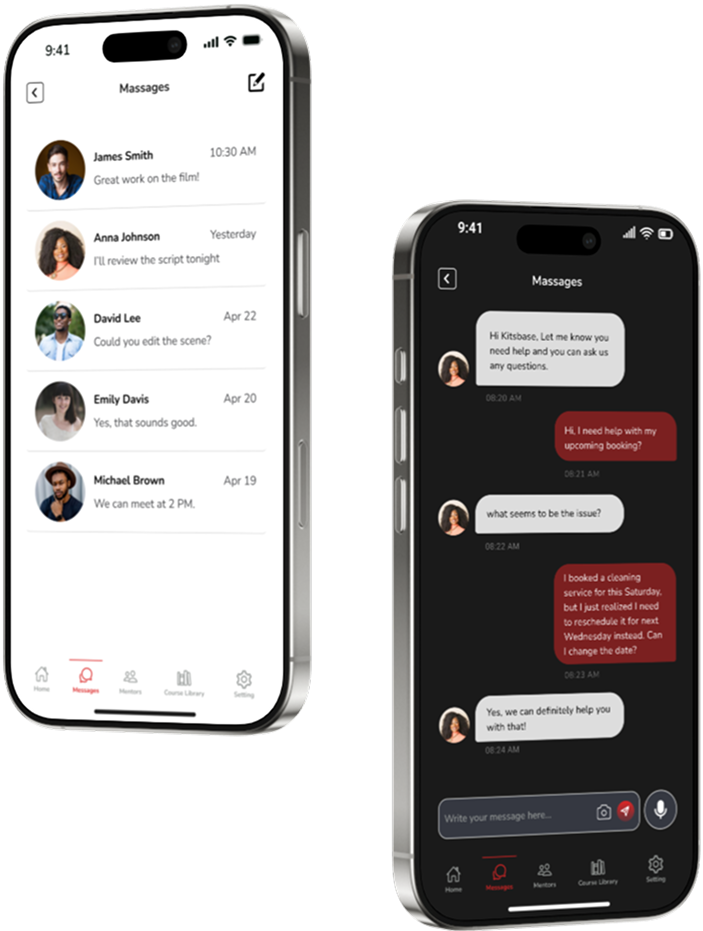 9:41
Massages
James Smith
10:30 AM
Great work on the film!
Anna Johnson
Yesterday
I'll review the script tonight
David Lee
Apr 22
Could you edit the scene?
Emily Davis
Apr 20
Yes, that sounds good.
Michael Brown
Apr 19
We can meet at 2 PM.
Home
Messages
Mentors
Course Library
Setting
9:41
Massages
Hi Kitsbase, Let me know you
need help and you can ask us
any questions.
08:20 AM
Hi, I need help with my
upcoming booking?
08:21 AM
what seems to be the issue?
08:22 AM
I booked a cleaning
service for this Saturday,
but I just realized I need
to reschedule it for next
Wednesday instead. Can
I change the date?
08:23 AM
Yes, we can definitely help you
with that!
08:24 AM
Write your message here...
Home
Messages
Mentors
Course Library
Setting